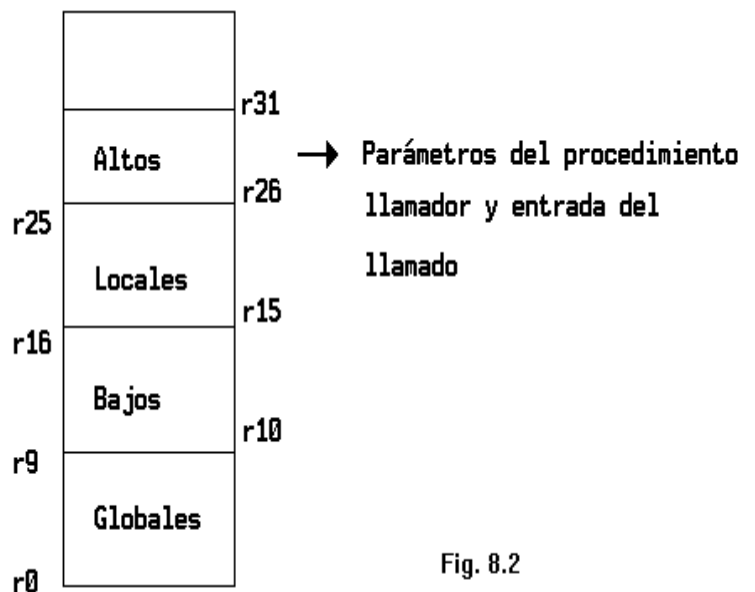 r31
Altos
Parámetros del procedimiento
r26
llamador y entrada del
r25
llamado
Locales
r15
r16
Bajos
r10
r9
Globales
Fig. 8.2
r0